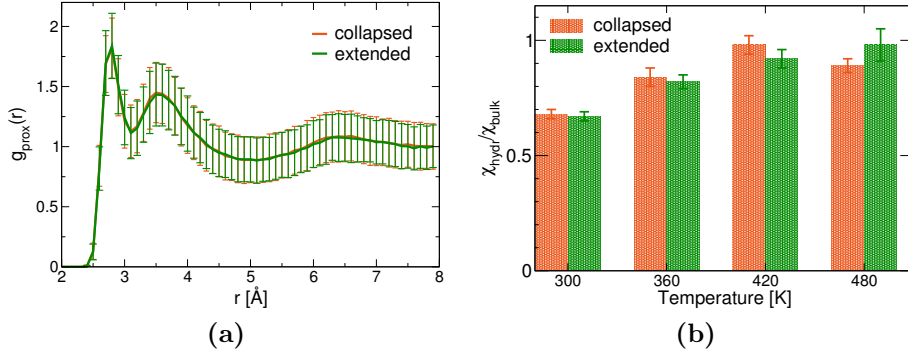 2
1.5
1
0.5
0
g_prox(r)
collapsed
extended
2 3 4 5 6 7 8
r [Å]
(a)
1
0.5
0
χ_hydr/χ_bulk
collapsed
extended
300 360 420 480
Temperature [K]
(b)